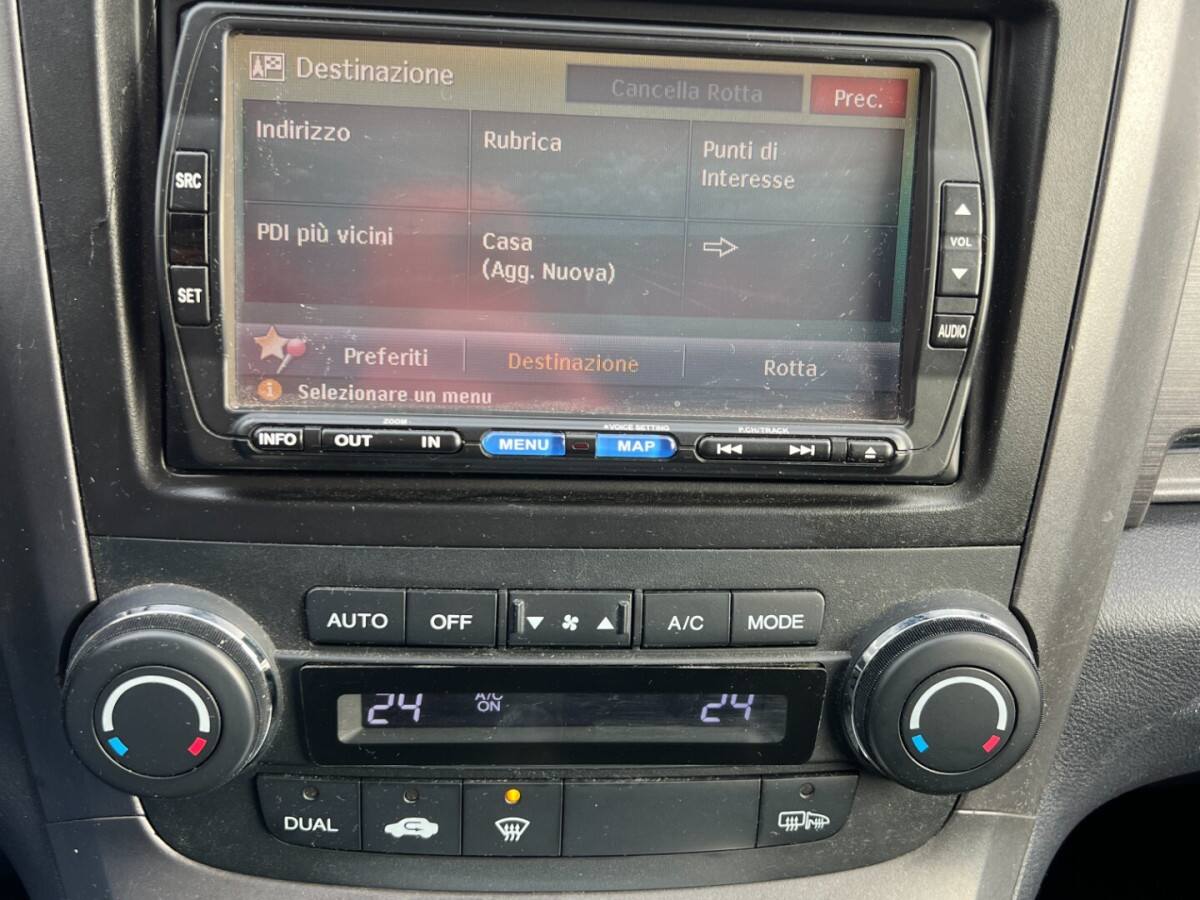 Destinazione
Cancella Rotta
Prec.
Indirizzo
Rubrica
Punti di
Interesse
PDI più vicini
Casa
(Agg. Nuova)
Preferiti
Destinazione
Rotta
i Selezionare un menu
SRC
SET
VOL
AUDIO
ZOOM
VOICE SETTING
P.CH/TRACK
INFO
OUT
IN
MENU
MAP
AUTO
OFF
A/C
MODE
24
A/C
ON
24
DUAL